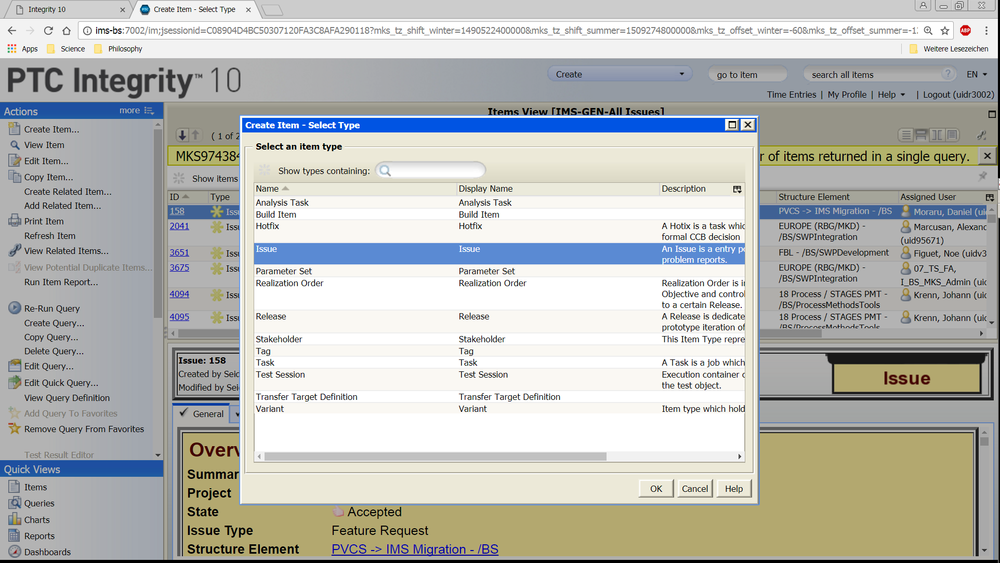 Integrity 10
Create Item - Select Type
ims-bs:7002/im;jsessionid=C08904D4BC50307120FA3C8AFA290118?mks_tz_shift_winter=1490522400000&mks_tz_shift_summer=1509274800000&mks_tz_offset_winter=-60&mks_tz_offset_summer=-12
ABP
Apps
Science
Philosophy
Weitere Lesezeichen
PTC Integrity™ 10
Create
go to item
search all items
?
EN
Time Entries | My Profile | Help | Logout (uidr3002)
Actions
more
Create Item...
View Item
Edit Item...
Copy Item...
Create Related Item...
Add Related Item...
Print Item
Refresh Item
View Related Items...
View Potential Duplicate Items...
Run Item Report...
Re-Run Query
Create Query...
Copy Query...
Delete Query...
Edit Query...
Edit Quick Query...
View Query Definition
Add Query To Favorites
Remove Query From Favorites
Test Result Editor
Quick Views
Items
Queries
Charts
Reports
Dashboards
Items View [IMS-GEN-All Issues]
( 1 of 2
MKS974384
r of items returned in a single query.
Show items
ID
Type
Structure Element
Assigned User
158
Issu
PVCS -> IMS Migration - /BS
Moraru, Daniel (uid
2041
Issu
EUROPE (RBG/MKD) -
/BS/SWPIntegration
Marcusan, Alexand
(uid95671)
3651
Issu
FBL - /BS/SWPDevelopment
Figuet, Noe (uidv3
3675
Issu
EUROPE (RBG/MKD) -
/BS/SWPIntegration
07_TS_FA,
I_BS_MKS_Admin (uid
4094
Issu
18 Process / STAGES PMT -
/BS/ProcessMethodsTools
Krenn, Johann (uid
4095
Issu
18 Process / STAGES PMT -
/BS/ProcessMethodsTools
Krenn, Johann (uid
Create Item - Select Type
Select an item type
Show types containing:
Name
Display Name
Description
Analysis Task
Analysis Task
Build Item
Build Item
Hotfix
Hotfix
A Hotix is a task whic
formal CCB decision
Issue
Issue
An Issue is a entry po
problem reports.
Parameter Set
Parameter Set
Realization Order
Realization Order
Realization Order is in
Objective and control
to a certain Release.
Release
Release
A Release is dedicate
prototype iteration of
Stakeholder
Stakeholder
This Item Type repre
Tag
Tag
Task
Task
A Task is a job which
Test Session
Test Session
Execution container o
the test object.
Transfer Target Definition
Transfer Target Definition
Variant
Variant
Item type which hold
OK
Cancel
Help
Issue: 158
Created by Seid
Modified by Seid
Issue
General
Overv
Summar
Project
State
Accepted
Issue Type
Feature Request
Structure Element
PVCS -> IMS Migration - /BS